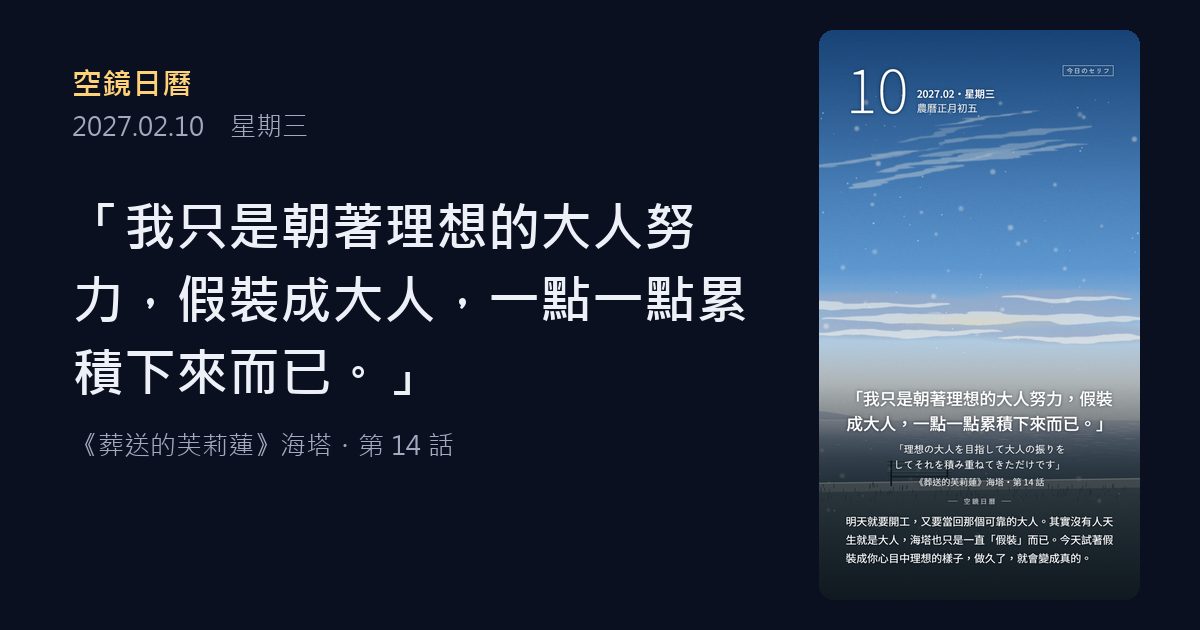 空鏡日曆
2027.02.10 星期三
「我只是朝著理想的大人努
力，假裝成大人，一點一點累
積下來而已。」
《葬送的芙莉蓮》海塔・第 14 話
10
2027.02・星期三
農曆正月初五
今日のセリフ
「我只是朝著理想的大人努力，假裝
成大人，一點一點累積下來而已。」
「理想の大人を目指して大人の振りを
してそれを積み重ねてきただけです」
《葬送的芙莉蓮》海塔・第 14 話
— 空鏡日曆 —
明天就要開工，又要當回那個可靠的大人。其實沒有人天
生就是大人，海塔也只是一直「假裝」而已。今天試著假
裝成你心目中理想的樣子，做久了，就會變成真的。